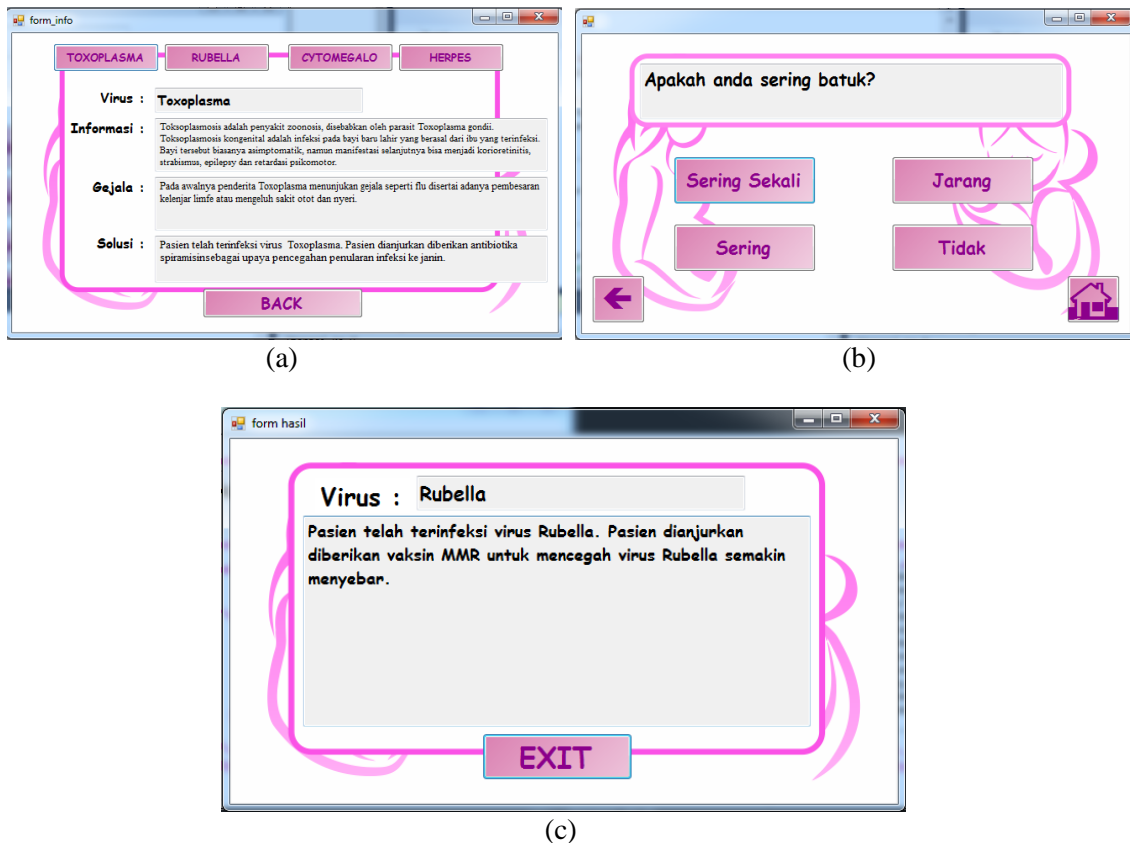 form_info
TOXOPLASMA RUBELLA CYTOMEGALO HERPES
Virus : Toxoplasma
Informasi : Toksoplasmosis adalah penyakit zoonosis, disebabkan oleh parasit Toxoplasma gondii.
Toksoplasmosis kongenital adalah infeksi pada bayi baru lahir yang berasal dari ibu yang terinfeksi.
Bayi tersebut biasanya asimptomatik, namun manifestasi selanjutnya bisa menjadi korioretinitis,
strabismus, epilepsy dan retardasi psikomotor.
Gejala : Pada awalnya penderita Toxoplasma menunjukan gejala seperti flu disertai adanya pembesaran
kelenjar limfe atau mengeluh sakit otot dan nyeri.
Solusi : Pasien telah terinfeksi virus Toxoplasma. Pasien dianjurkan diberikan antibiotika
spiramisinsebagai upaya pencegahan penularan infeksi ke janin.
BACK
(a)
Apakah anda sering batuk?
Sering Sekali Jarang
Sering Tidak
(b)
form hasil
Virus : Rubella
Pasien telah terinfeksi virus Rubella. Pasien dianjurkan
diberikan vaksin MMR untuk mencegah virus Rubella semakin
menyebar.
EXIT
(c)